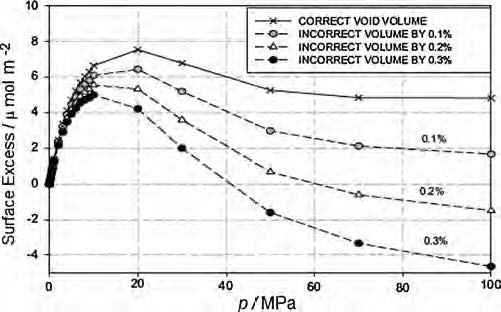 10
8
6
4
2
0
-2
-4
Surface Excess / µ mol m -2
CORRECT VOID VOLUME
INCORRECT VOLUME BY 0.1%
INCORRECT VOLUME BY 0.2%
INCORRECT VOLUME BY 0.3%
0.1%
0.2%
0.3%
0 20 40 60 80 100
p / MPa